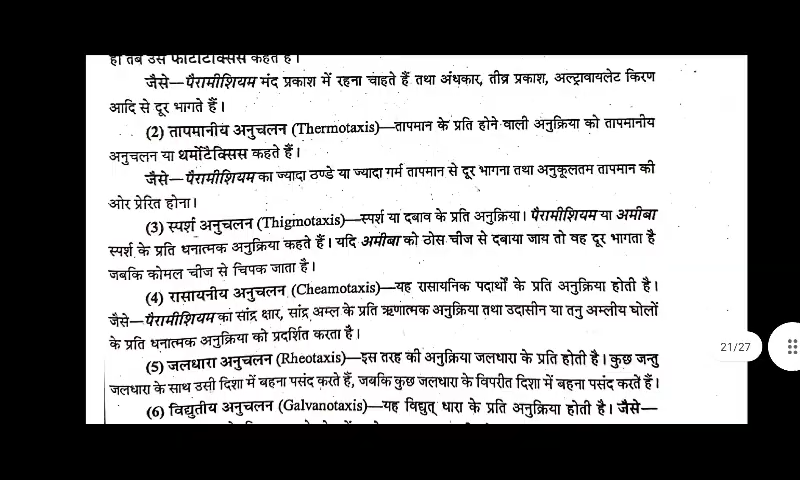 हो तब उसे फोटोटैक्सिस कहते हैं।
जैसे—पैरामीशियम मंद प्रकाश में रहना चाहते हैं तथा अंधकार, तीव्र प्रकाश, अल्ट्रावायलेट किरण
आदि से दूर भागते हैं।
(2) तापमानीय अनुचलन (Thermotaxis)—तापमान के प्रति होने वाली अनुक्रिया को तापमानीय
अनुचलन या थर्मोटैक्सिस कहते हैं।
जैसे—पैरामीशियम का ज्यादा ठण्डे या ज्यादा गर्म तापमान से दूर भागना तथा अनुकूलतम तापमान की
ओर प्रेरित होना।
(3) स्पर्श अनुचलन (Thigmotaxis)—स्पर्श या दबाव के प्रति अनुक्रिया। पैरामीशियम या अमीबा
स्पर्श के प्रति धनात्मक अनुक्रिया कहते हैं। यदि अमीबा को ठोस चीज से दबाया जाय तो वह दूर भागता है
जबकि कोमल चीज से चिपक जाता है।
(4) रासायनीय अनुचलन (Cheamotaxis)—यह रासायनिक पदार्थों के प्रति अनुक्रिया होती है।
जैसे—पैरामीशियम का सांद्र क्षार, सांद्र अम्ल के प्रति ऋणात्मक अनुक्रिया तथा उदासीन या तनु अम्लीय घोलों
के प्रति धनात्मक अनुक्रिया को प्रदर्शित करता है।
(5) जलधारा अनुचलन (Rheotaxis)—इस तरह की अनुक्रिया जलधारा के प्रति होती है। कुछ जन्तु
जलधारा के साथ उसी दिशा में बहना पसंद करते हैं, जबकि कुछ जलधारा के विपरीत दिशा में बहना पसंद करते हैं।
(6) विद्युतीय अनुचलन (Galvanotaxis)—यह विद्युत् धारा के प्रति अनुक्रिया होती है। जैसे—
21/27